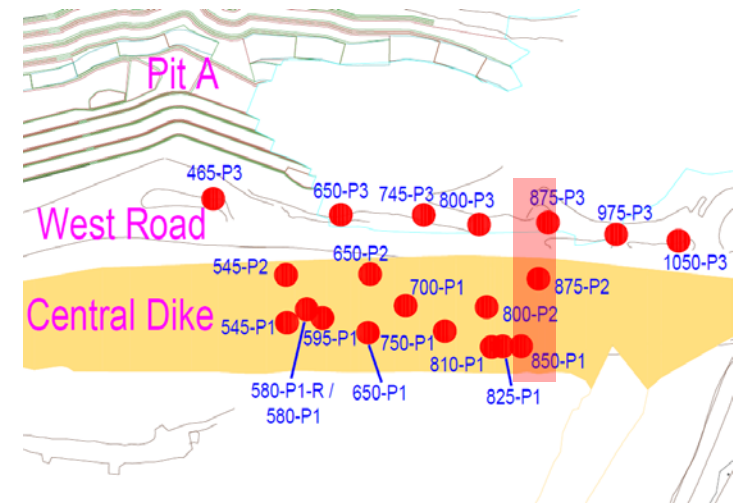 Pit A
465-P3
650-P3
745-P3
800-P3
875-P3
975-P3
1050-P3
West Road
545-P2
650-P2
875-P2
700-P1
800-P2
Central Dike
545-P1
595-P1
750-P1
810-P1
850-P1
580-P1-R /
580-P1
650-P1
825-P1